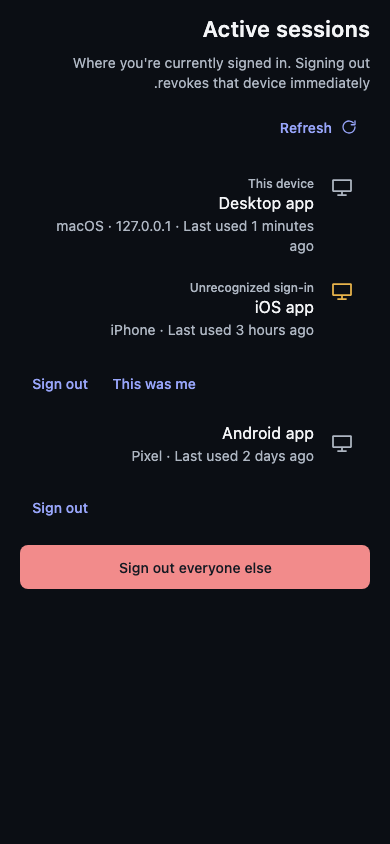 Active sessions
Where you're currently signed in. Signing out
.revokes that device immediately
Refresh
This device
Desktop app
macOS · 127.0.0.1 · Last used 1 minutes
ago
Unrecognized sign-in
iOS app
iPhone · Last used 3 hours ago
Sign out This was me
Android app
Pixel · Last used 2 days ago
Sign out
Sign out everyone else